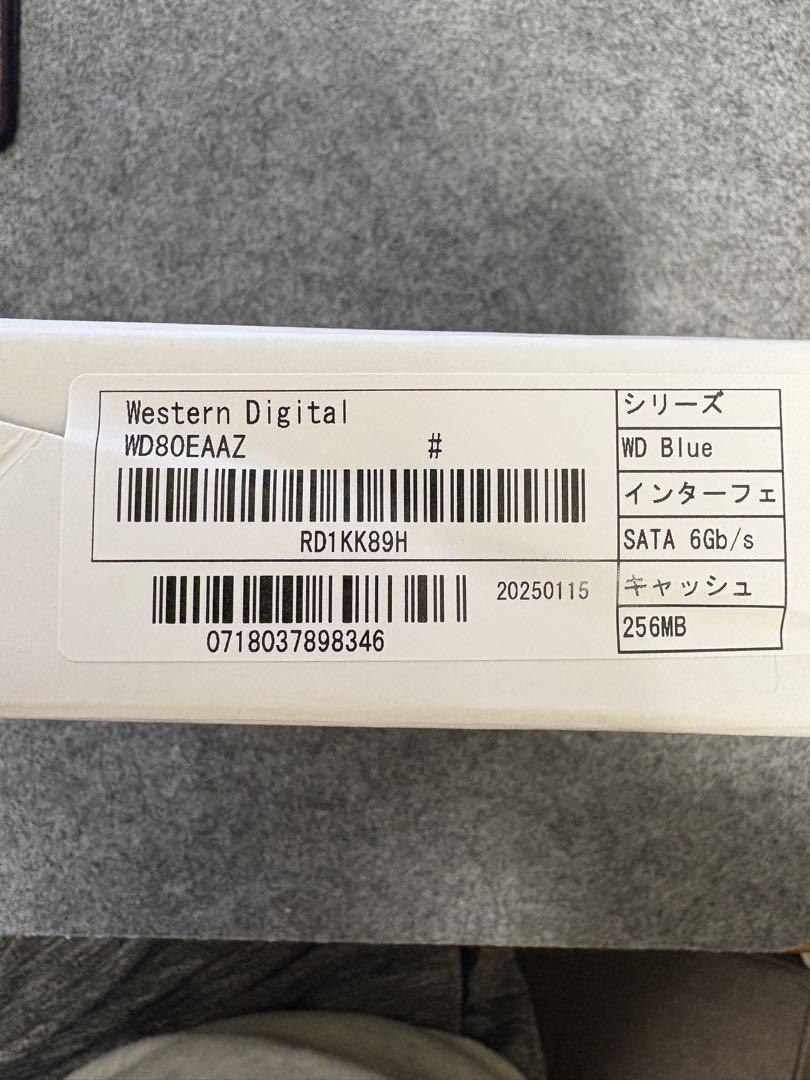 Western Digital
WD80EAAZ #
RD1KK89H
0718037898346
20250115
シリーズ
WD Blue
インターフェ
SATA 6Gb/s
キャッシュ
256MB